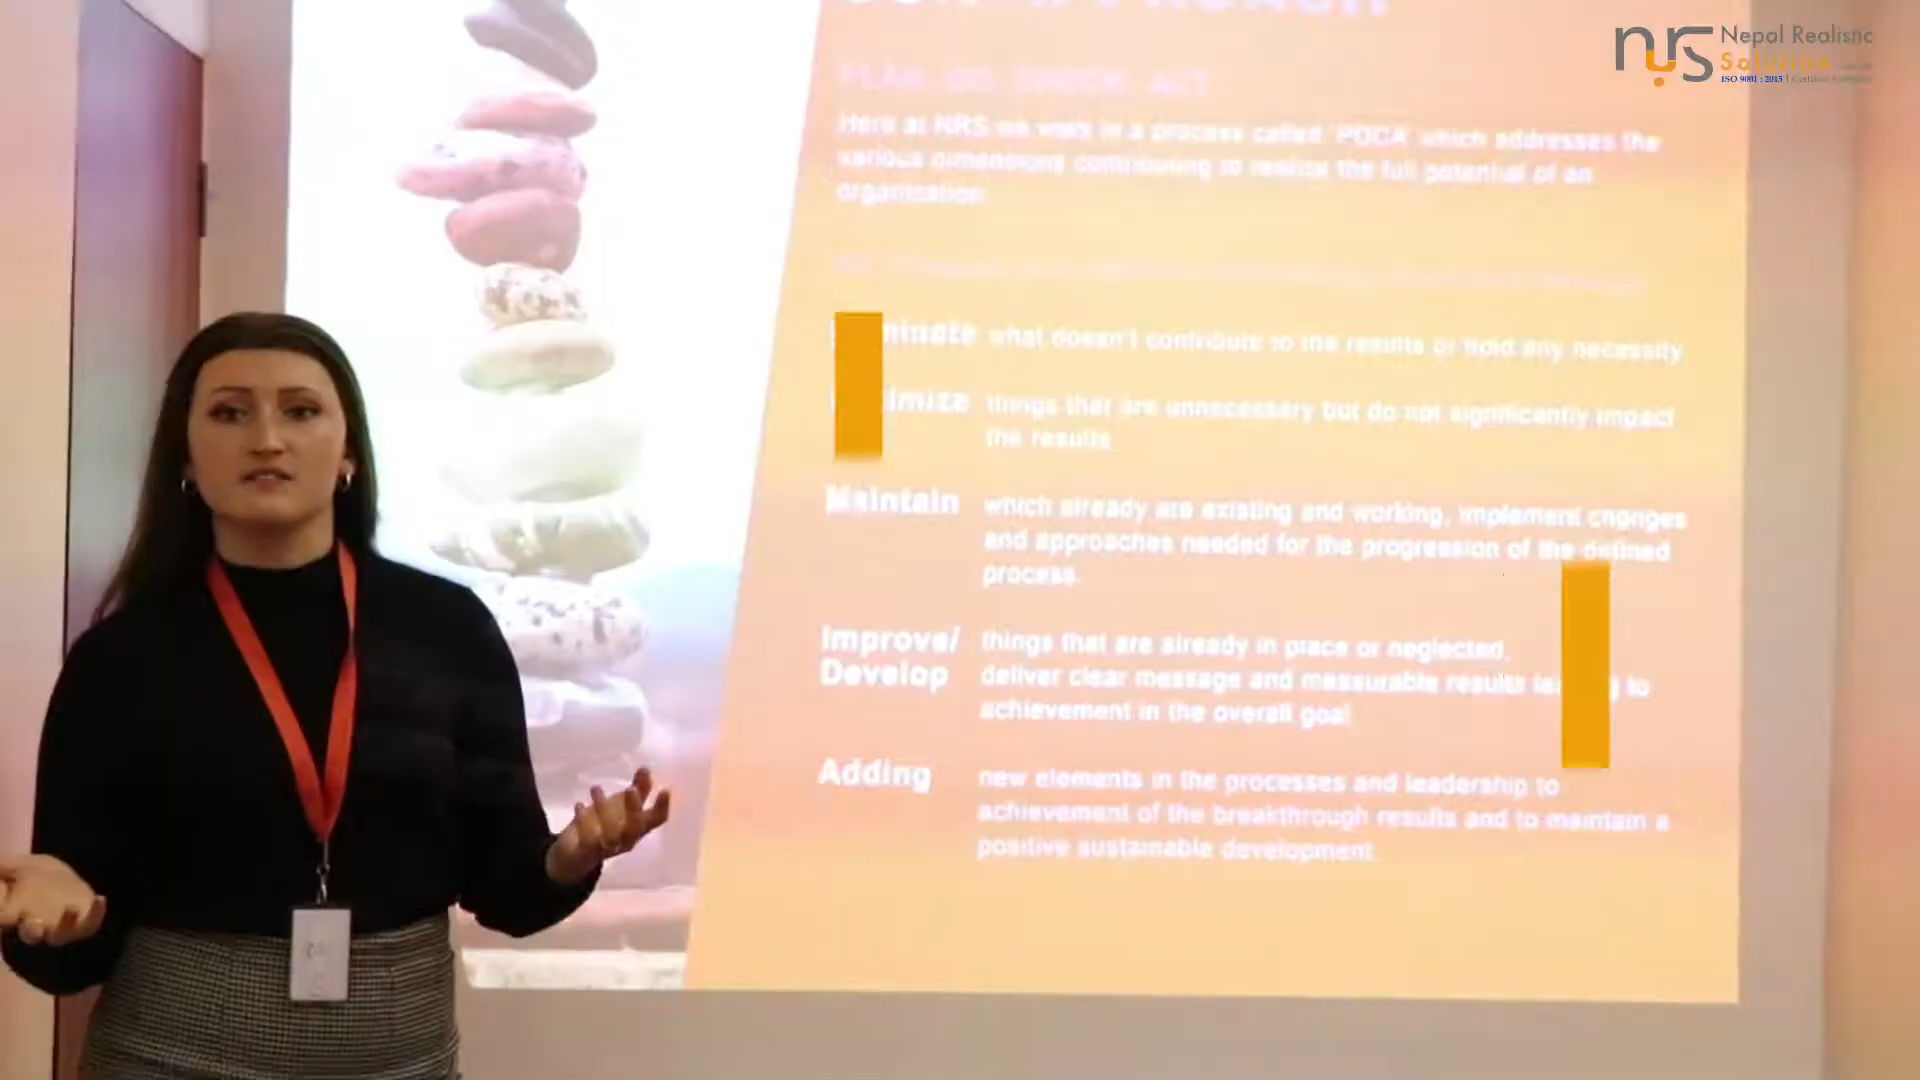 nrs Nepal Realistic
Solution
ISO 9001 : 2015 | Certified Company
PLAN, DO, CHECK, ACT
Here at NRS we work in a process called 'PDCA' which addresses the
various dimensions contributing to realize the full potential of an
organization.
what doesn't contribute to the results or hold any necessity
things that are unnecessary but do not significantly impact
the results
Maintain which already are existing and working, implement changes
and approaches needed for the progression of the defined
process.
Improve/ things that are already in place or neglected,
Develop deliver clear message and measurable results to
achievement in the overall goal
Adding new elements in the processes and leadership to
achievement of the breakthrough results and to maintain a
positive sustainable development.